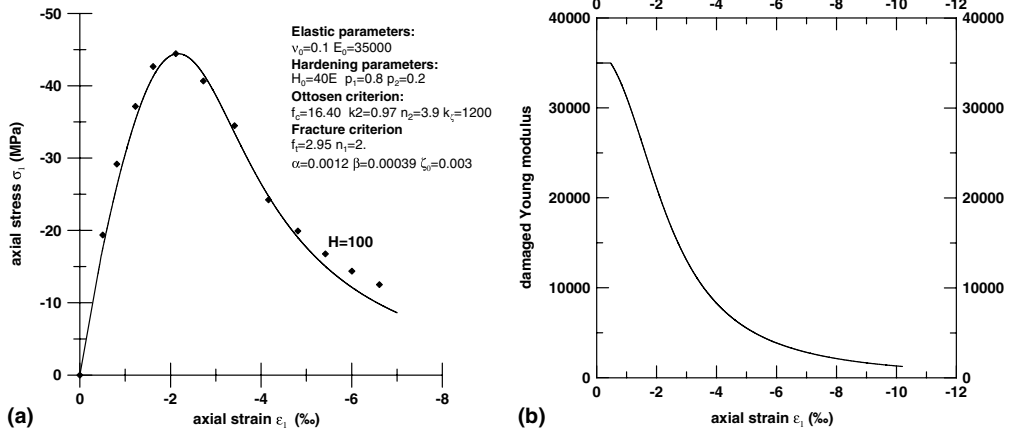 -50
-40
-30
-20
-10
0
axial stress σ₁ (MPa)
Elastic parameters:
ν₀=0.1 E₀=35000
Hardening parameters:
H₀=40E p₁=0.8 p₂=0.2
Ottosen criterion:
f꜀=16.40 k2=0.97 n₂=3.9 k_ζ=1200
Fracture criterion
fₜ=2.95 n₁=2.
α=0.0012 β=0.00039 ζ₀=0.003
H=100
0 -2 -4 -6 -8
axial strain ε₁ (‰)
(a)
0 -2 -4 -6 -8 -10 -12
40000 40000
30000 30000
20000 20000
10000 10000
0 0
damaged Young modulus
0 -2 -4 -6 -8 -10 -12
axial strain ε₁ (‰)
(b)